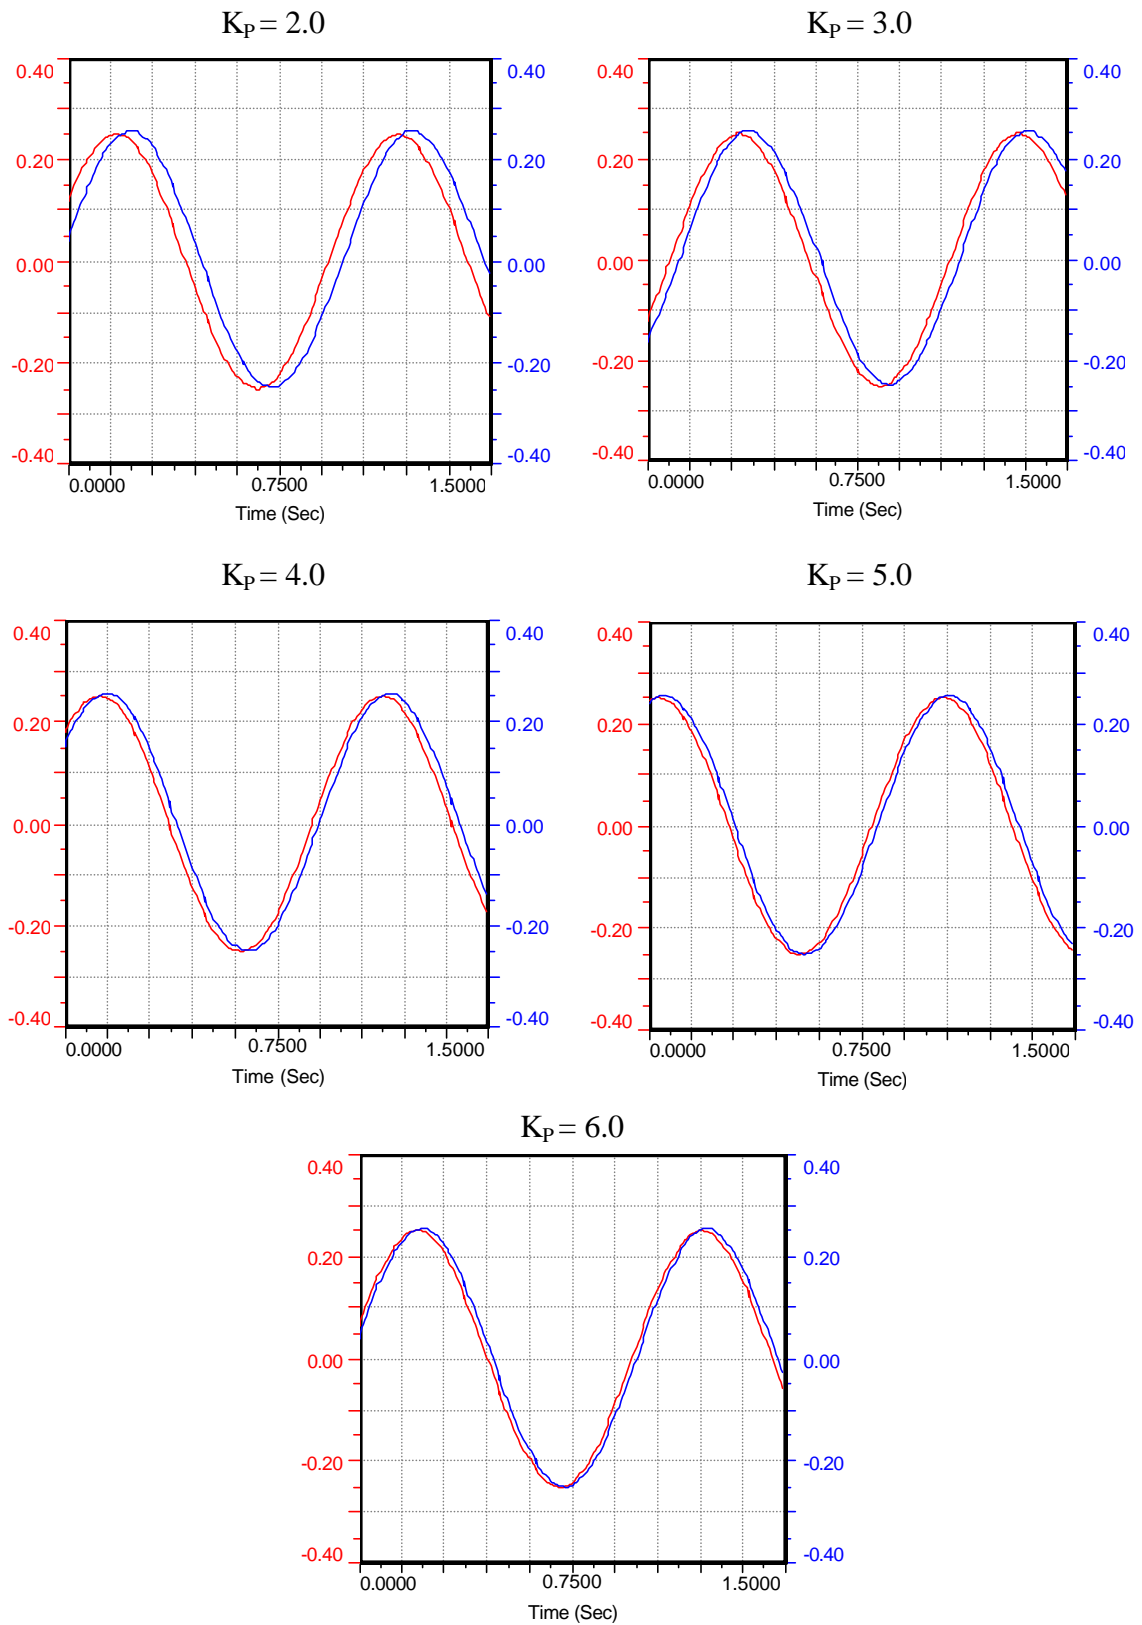 K_P = 2.0 K_P = 3.0
0.40 0.40 0.40 0.40
0.20 0.20 0.20 0.20
0.00 0.00 0.00 0.00
-0.20 -0.20 -0.20 -0.20
-0.40 -0.40 -0.40 -0.40
0.0000 0.7500 1.5000 0.0000 0.7500 1.5000
Time (Sec) Time (Sec)
K_P = 4.0 K_P = 5.0
0.40 0.40 0.40 0.40
0.20 0.20 0.20 0.20
0.00 0.00 0.00 0.00
-0.20 -0.20 -0.20 -0.20
-0.40 -0.40 -0.40 -0.40
0.0000 0.7500 1.5000 0.0000 0.7500 1.5000
Time (Sec) Time (Sec)
K_P = 6.0
0.40 0.40
0.20 0.20
0.00 0.00
-0.20 -0.20
-0.40 -0.40
0.0000 0.7500 1.5000
Time (Sec)